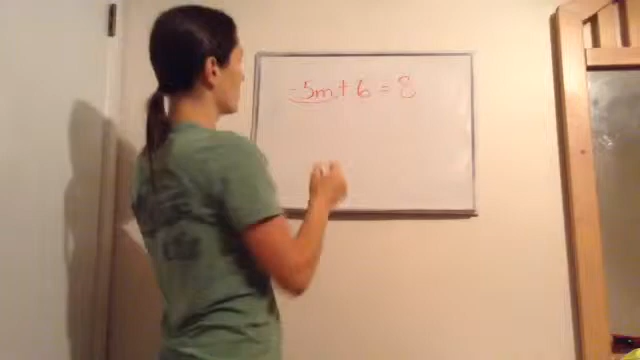 -5m + 6 = 8